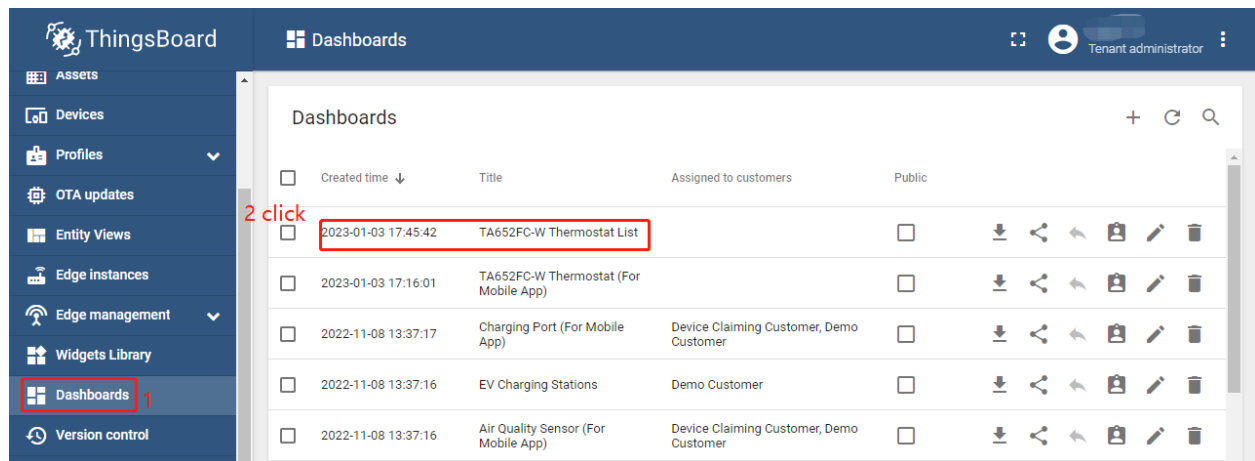 ThingsBoard
Dashboards
Tenant administrator
Assets
Devices
Profiles
OTA updates
Entity Views
Edge instances
Edge management
Widgets Library
Dashboards 1
Version control
Dashboards
Created time Title Assigned to customers Public
2 click
2023-01-03 17:45:42 TA652FC-W Thermostat List
2023-01-03 17:16:01 TA652FC-W Thermostat (For
Mobile App)
2022-11-08 13:37:17 Charging Port (For Mobile
App) Device Claiming Customer, Demo
Customer
2022-11-08 13:37:16 EV Charging Stations Demo Customer
2022-11-08 13:37:16 Air Quality Sensor (For
Mobile App) Device Claiming Customer, Demo
Customer